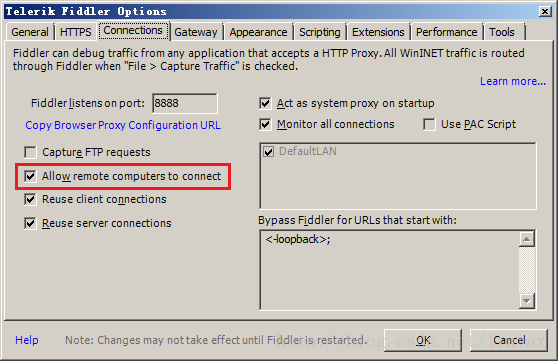 Telerik Fiddler Options
General HTTPS Connections Gateway Appearance Scripting Extensions Performance Tools
Fiddler can debug traffic from any application that accepts a HTTP Proxy. All WinINET traffic is routed
through Fiddler when "File > Capture Traffic" is checked.
Learn more...
Fiddler listens on port: 8888
Copy Browser Proxy Configuration URL
Capture FTP requests
Allow remote computers to connect
Reuse client connections
Reuse server connections
Act as system proxy on startup
Monitor all connections Use PAC Script
DefaultLAN
Bypass Fiddler for URLs that start with:
<-loopback>;
Help Note: Changes may not take effect until Fiddler is restarted. OK Cancel